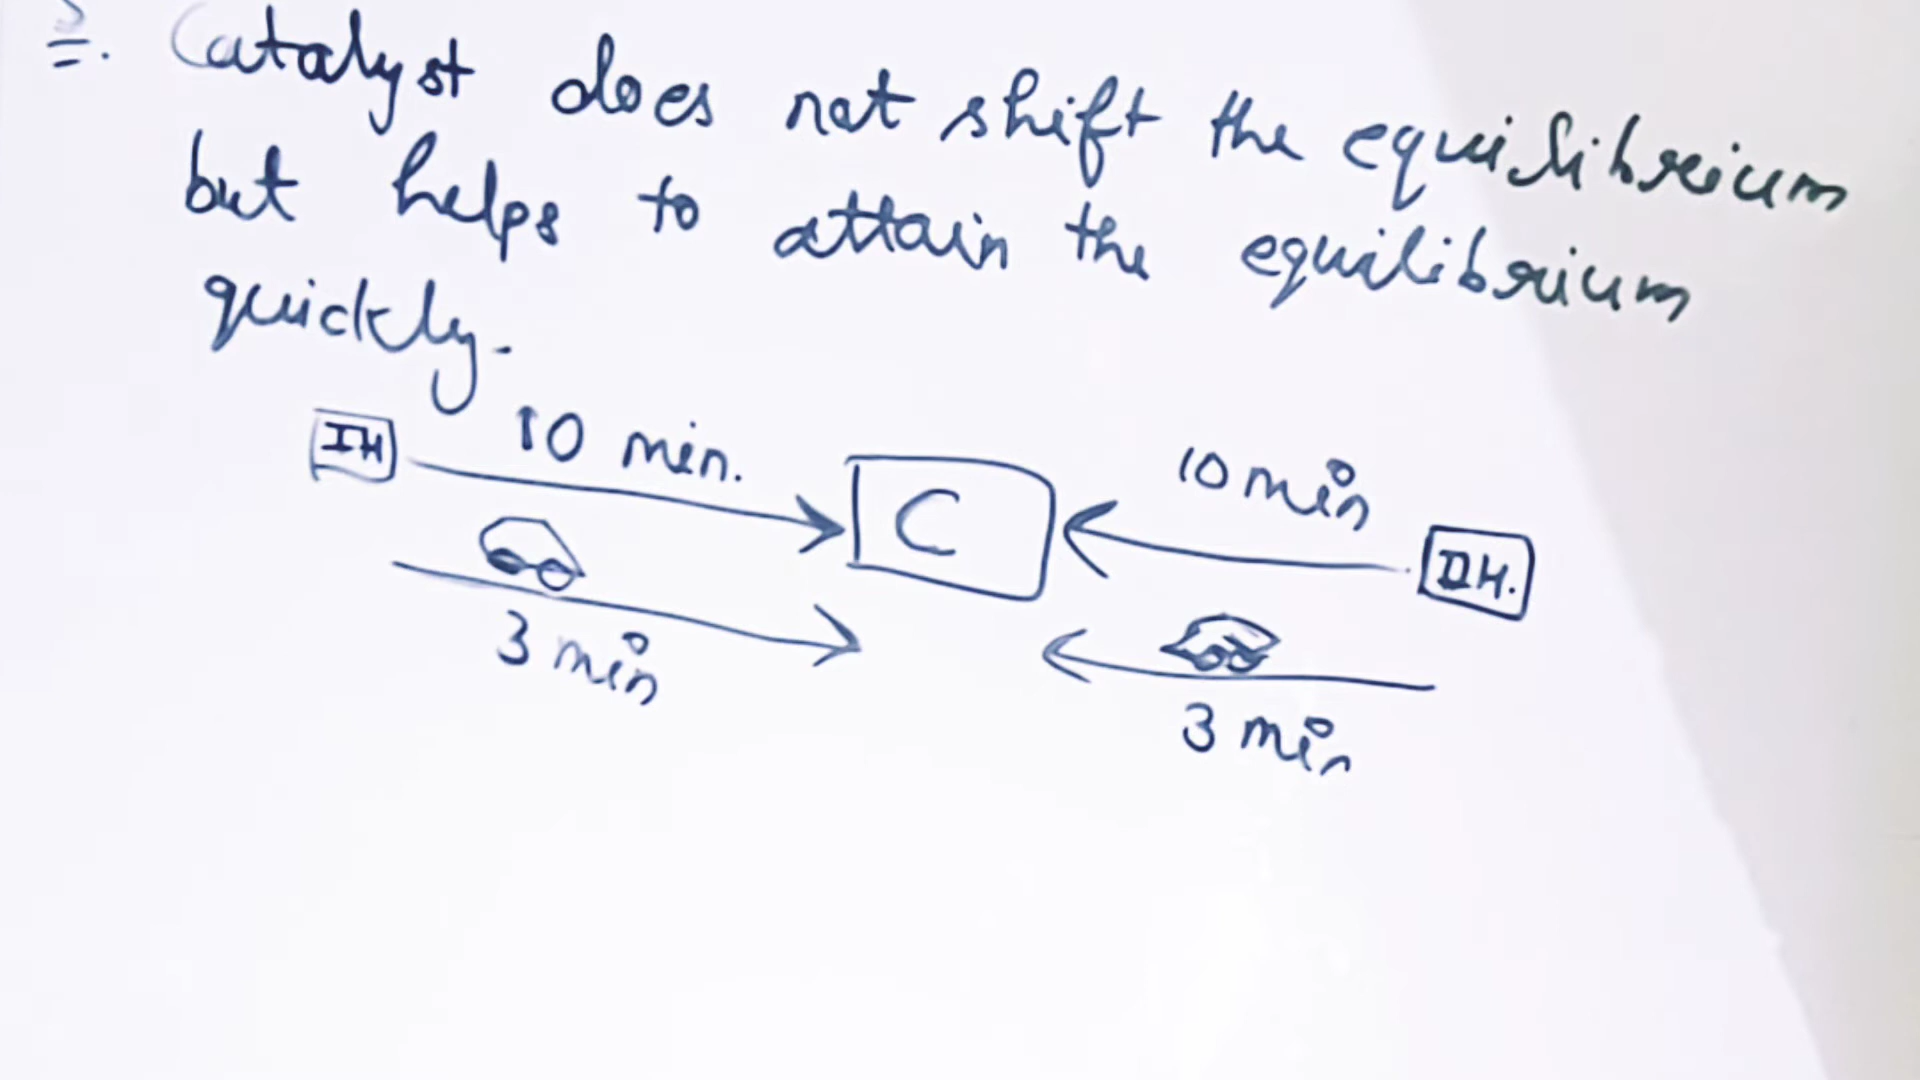 2. Catalyst does not shift the equilibrium
but helps to attain the equilibrium
quickly.
IH 10 min. C 10 min IIH.
3 min 3 min